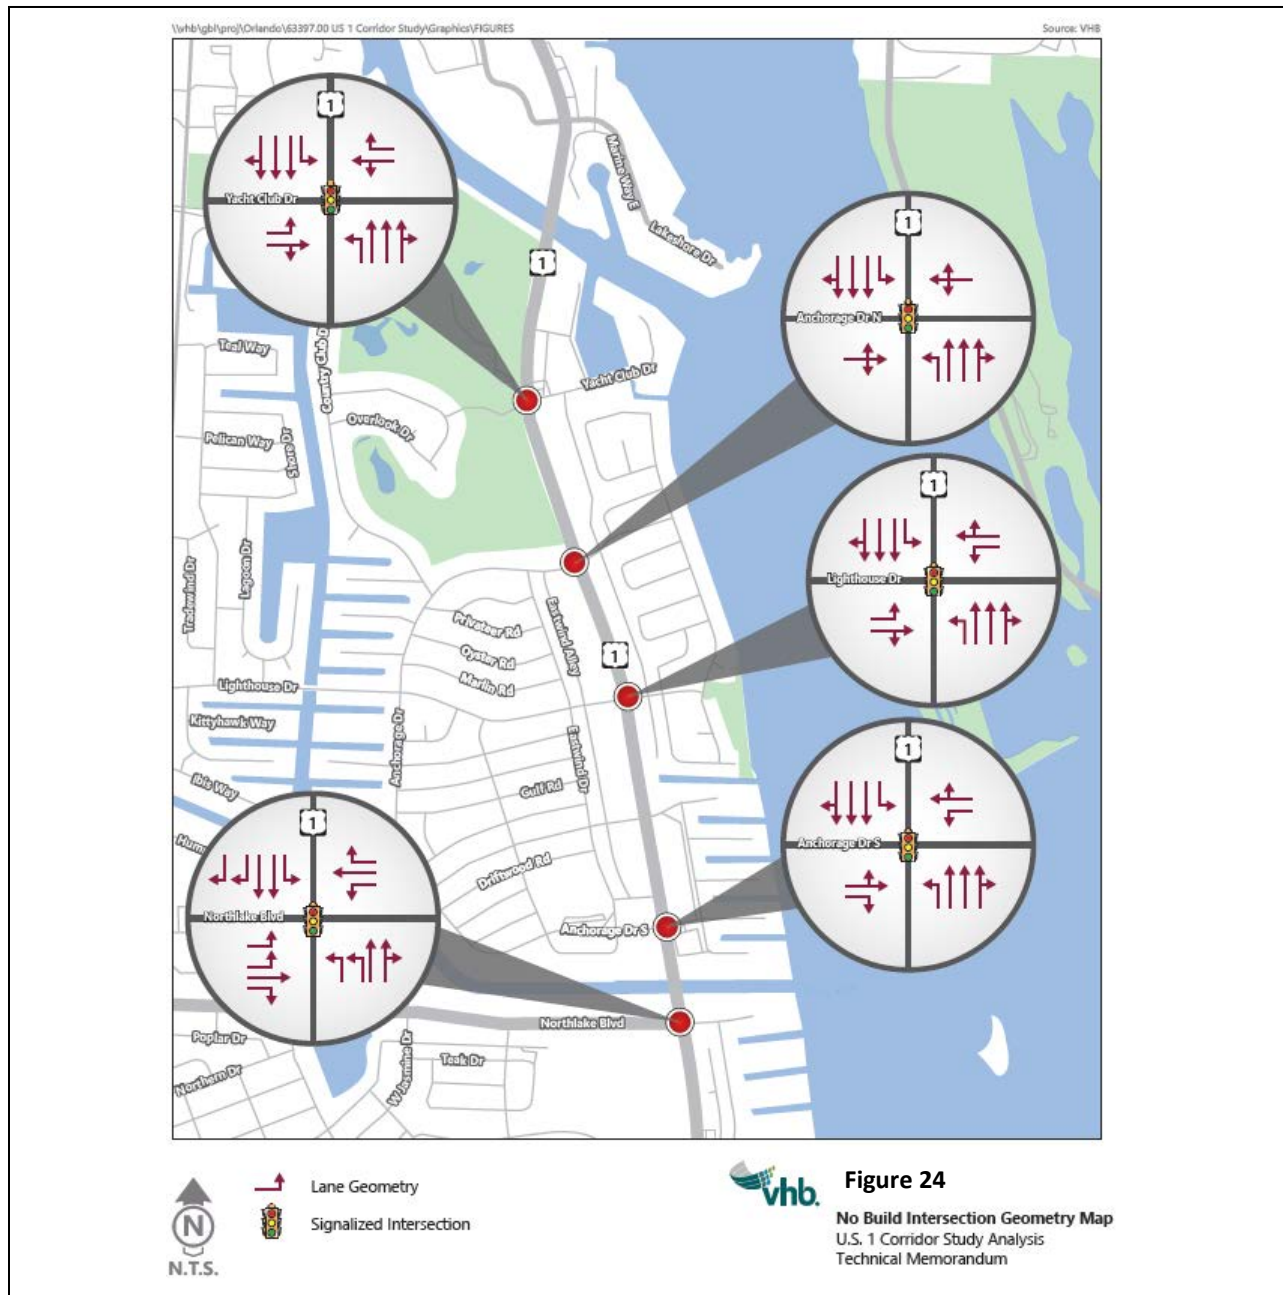 \\vhb\gbl\proj\Orlando\63397.00 US 1 Corridor Study\Graphics\FIGURES
Source: VHB
1
Yacht Club Dr
Marine Way E
Lakeshore Dr
1
1
Anchorage Dr N
Teal Way
Country Club D
Yacht Club Dr
Overlook Dr
Pelican Way
Shore Dr
1
Lighthouse Dr
Tradewind Dr
Lagoon Dr
Eastwind Alley
Privateer Rd
Oyster Rd
Marlin Rd
1
Lighthouse Dr
Kittyhawk Way
Anchorage Dr
Eastwind Dr
Ibis Way
Gulf Rd
1
Anchorage Dr S
1
Hum
Driftwood Rd
Northlake Blvd
Anchorage Dr S
Northlake Blvd
Poplar Dr
W Jasmine Dr
Teak Dr
Northern Dr
N
N.T.S.
Lane Geometry
Signalized Intersection
vhb.
Figure 24
No Build Intersection Geometry Map
U.S. 1 Corridor Study Analysis
Technical Memorandum